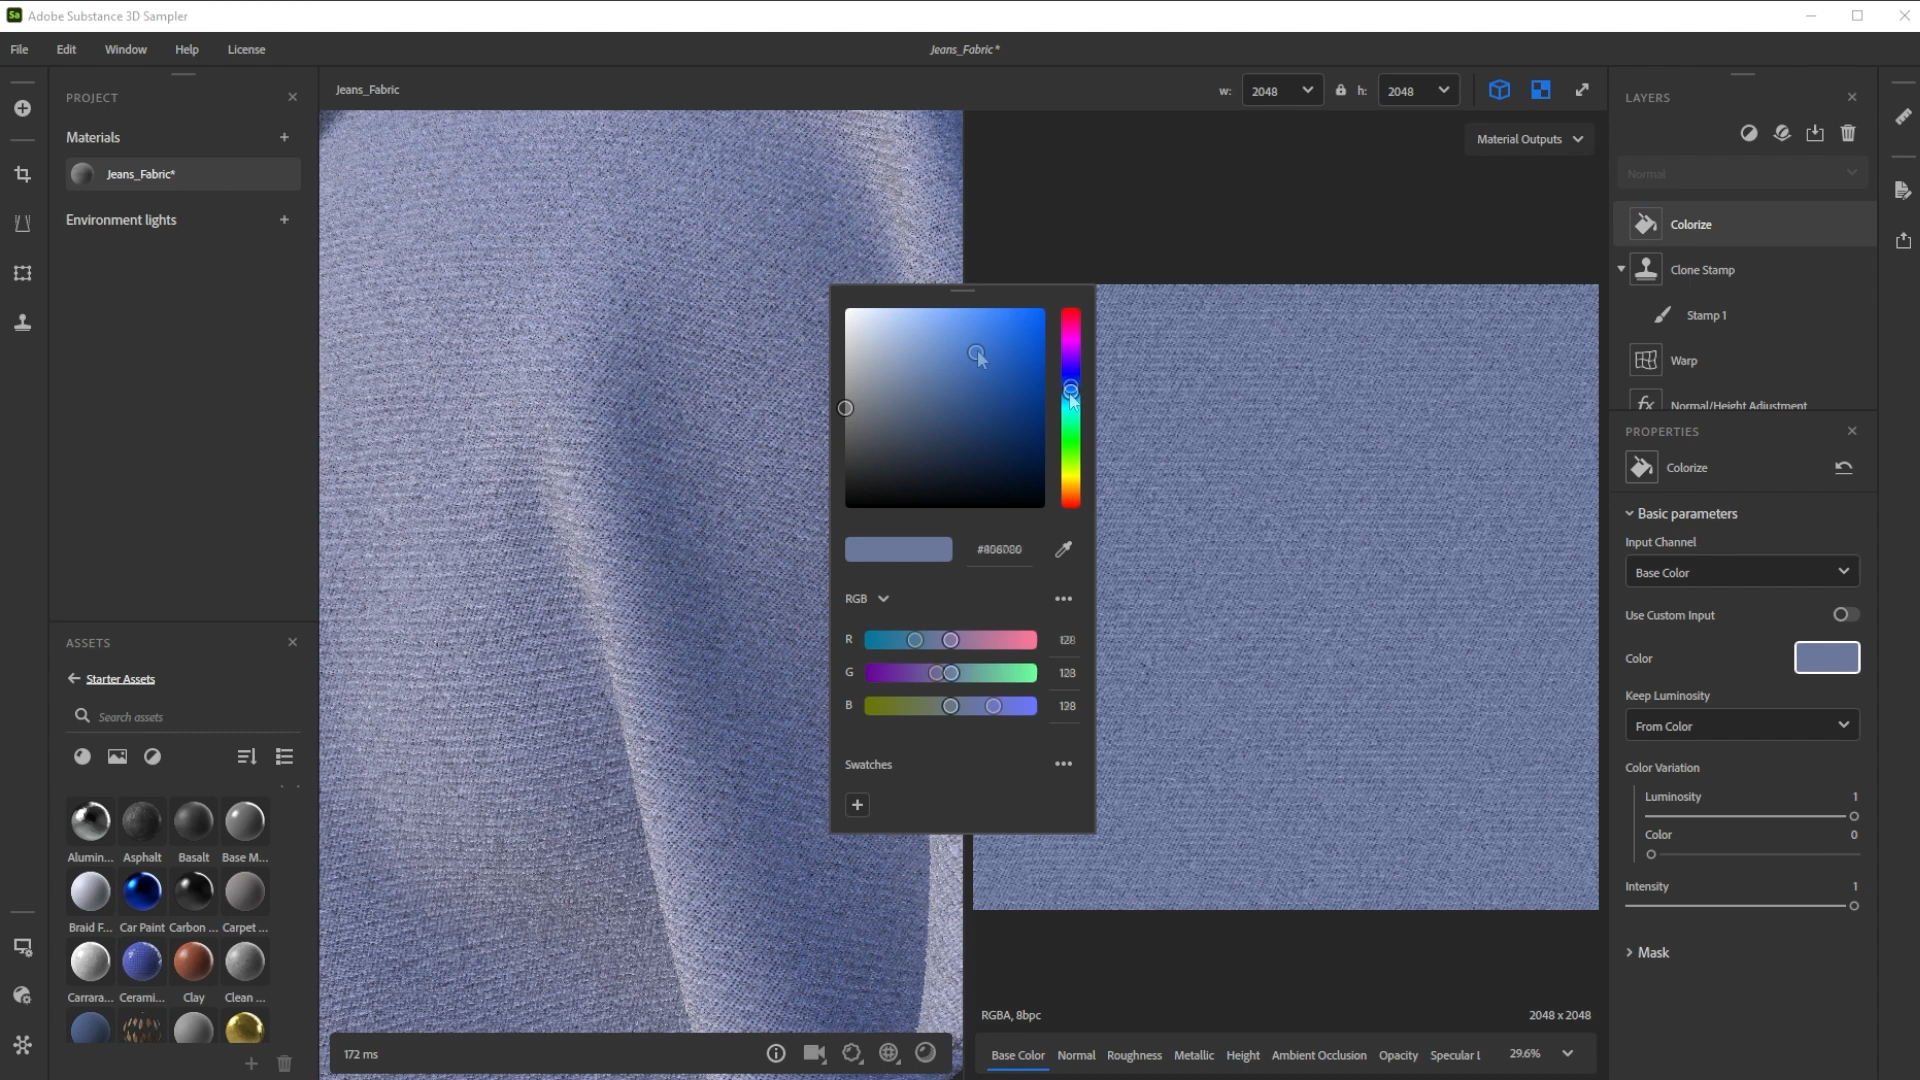 Sa Adobe Substance 3D Sampler
File Edit Window Help License
Jeans_Fabric*
PROJECT
Materials
Jeans_Fabric*
Environment lights
ASSETS
Starter Assets
Search assets
Alumin... Asphalt Basalt Base M...
Braid F... Car Paint Carbon ... Carpet ...
Carrara... Cerami... Clay Clean ...
Jeans_Fabric
w: 2048 h: 2048
Material Outputs
RGB
R 128
G 128
B 128
Swatches
172 ms
RGBA, 8bpc
2048 x 2048
Base Color Normal Roughness Metallic Height Ambient Occlusion Opacity Specular l 29.6%
LAYERS
Normal
Colorize
Clone Stamp
Stamp 1
Warp
fx Normal/Height Adjustment
PROPERTIES
Colorize
Basic parameters
Input Channel
Base Color
Use Custom Input
Color
Keep Luminosity
From Color
Color Variation
Luminosity 1
Color 0
Intensity 1
Mask